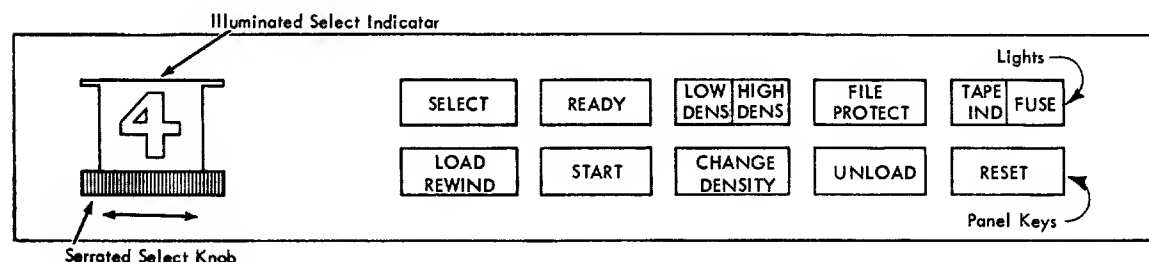 Illuminated Select Indicator
Lights
4
SELECT
READY
LOW DENS
HIGH DENS
FILE PROTECT
TAPE IND
FUSE
LOAD REWIND
START
CHANGE DENSITY
UNLOAD
RESET
Panel Keys
Serrated Select Knob